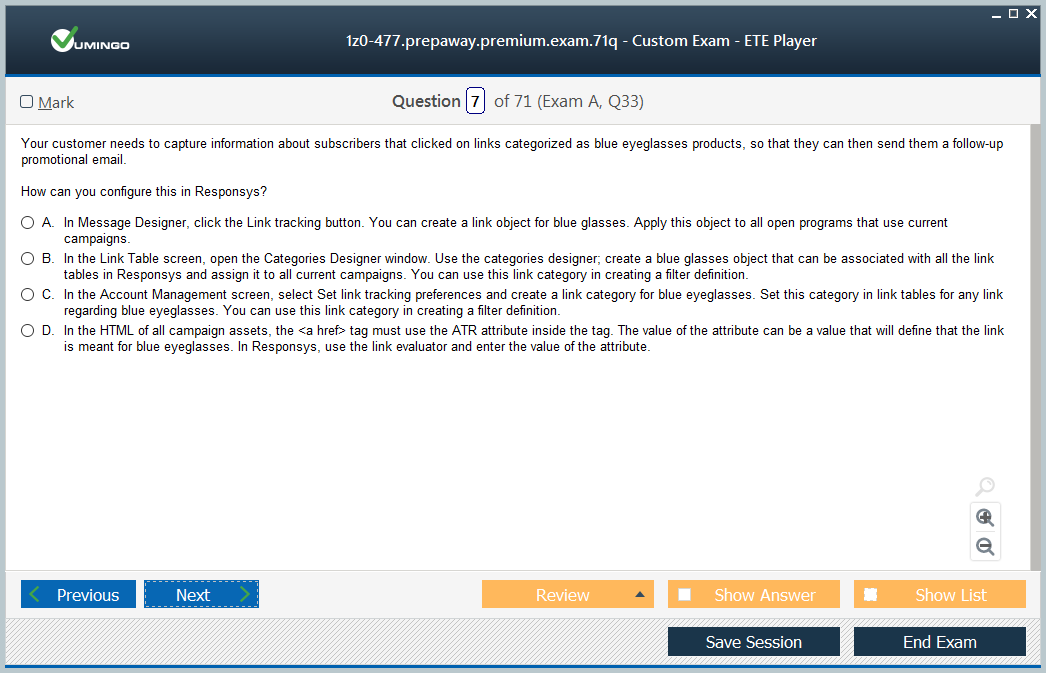 VUMINGO
1z0-477.prepaway.premium.exam.71q - Custom Exam - ETE Player
Mark
Question 7 of 71 (Exam A, Q33)
Your customer needs to capture information about subscribers that clicked on links categorized as blue eyeglasses products, so that they can then send them a follow-up
promotional email.
How can you configure this in Responsys?
A. In Message Designer, click the Link tracking button. You can create a link object for blue glasses. Apply this object to all open programs that use current
campaigns.
B. In the Link Table screen, open the Categories Designer window. Use the categories designer; create a blue glasses object that can be associated with all the link
tables in Responsys and assign it to all current campaigns. You can use this link category in creating a filter definition.
C. In the Account Management screen, select Set link tracking preferences and create a link category for blue eyeglasses. Set this category in link tables for any link
regarding blue eyeglasses. You can use this link category in creating a filter definition.
D. In the HTML of all campaign assets, the <a href> tag must use the ATR attribute inside the tag. The value of the attribute can be a value that will define that the link
is meant for blue eyeglasses. In Responsys, use the link evaluator and enter the value of the attribute.
Previous
Next
Review
Show Answer
Show List
Save Session
End Exam